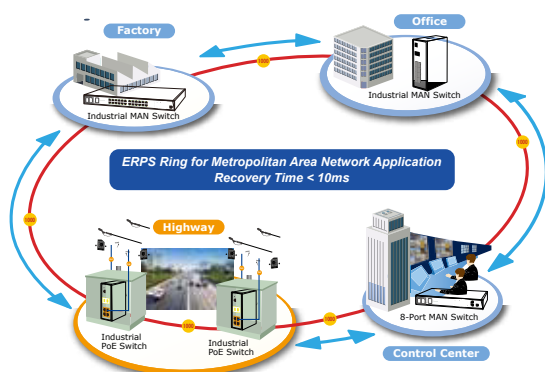 Factory
Office
1000
Industrial MAN Switch
Industrial MAN Switch
1000
ERPS Ring for Metropolitan Area Network Application
Recovery Time < 10ms
1000
Highway
8-Port MAN Switch
1000
1000
Industrial
PoE Switch
Industrial
PoE Switch
Control Center